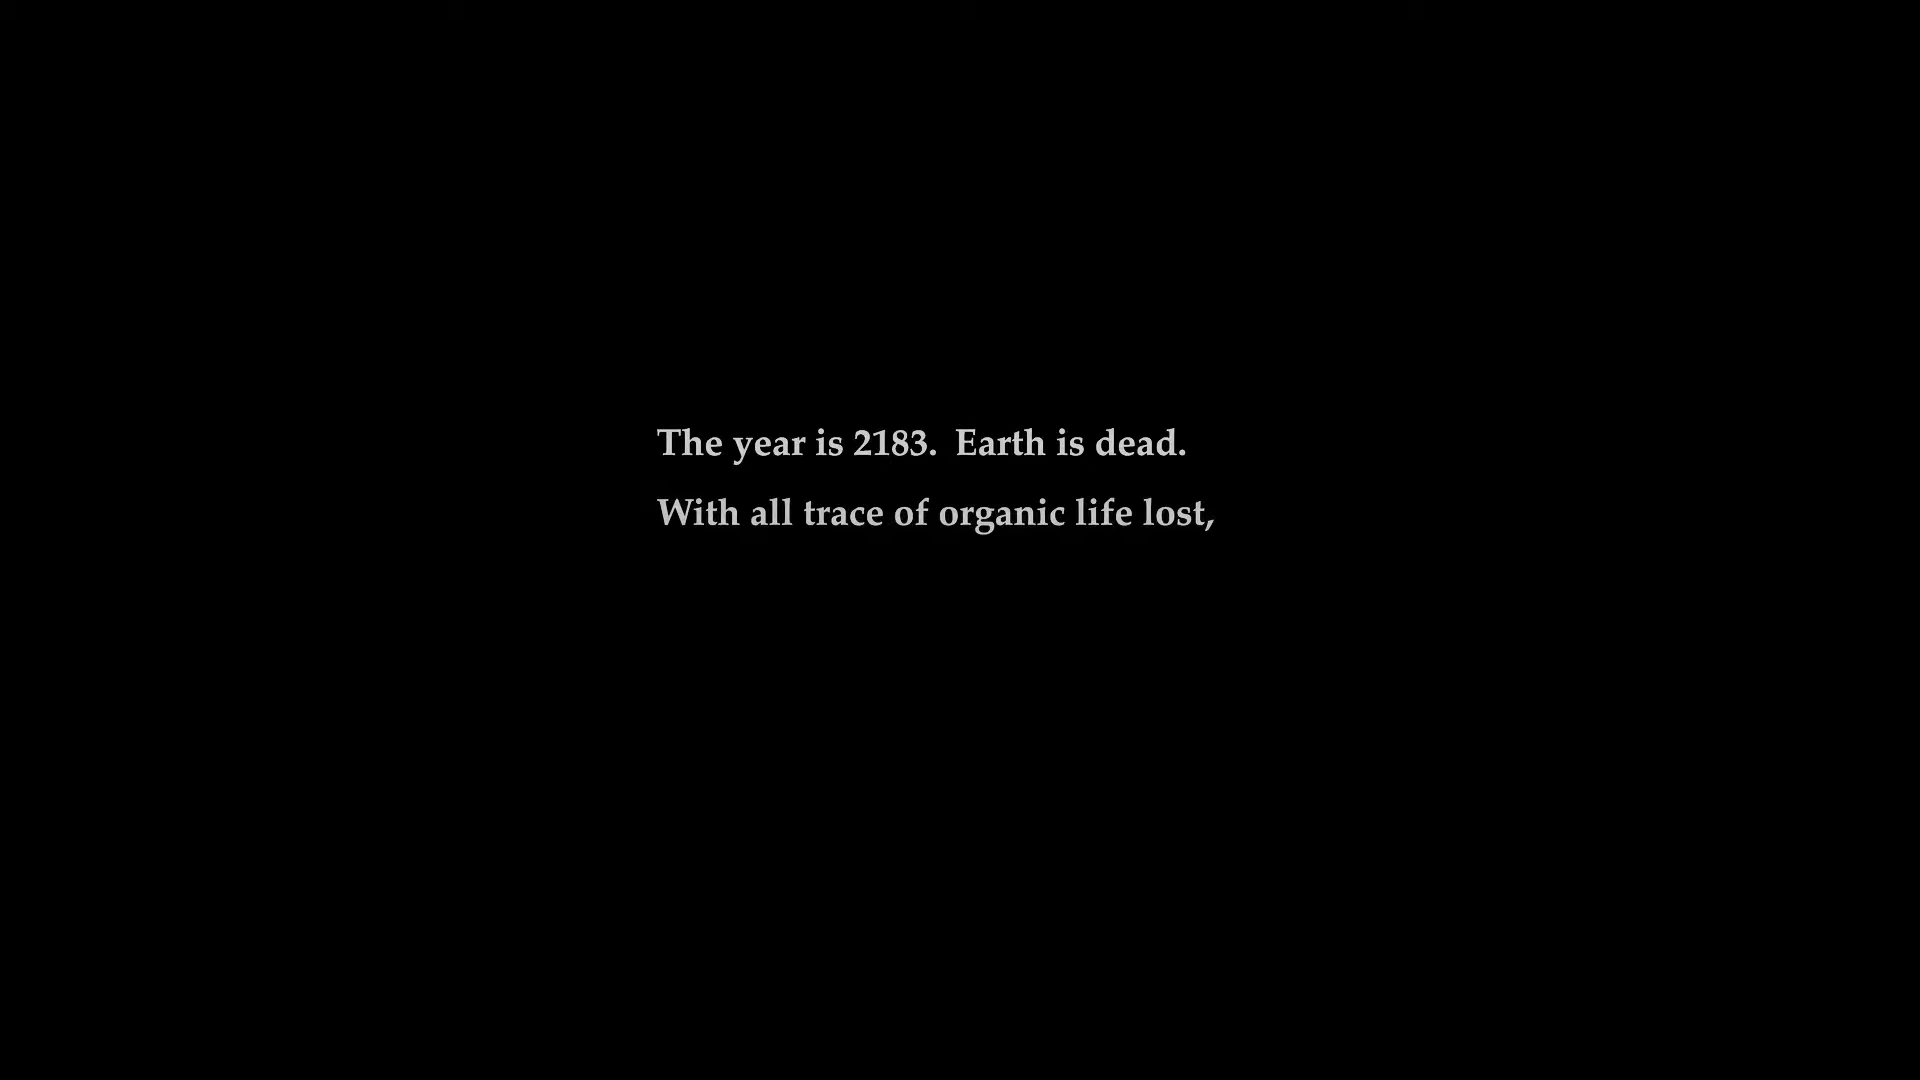 The year is 2183.  Earth is dead.
With all trace of organic life lost,